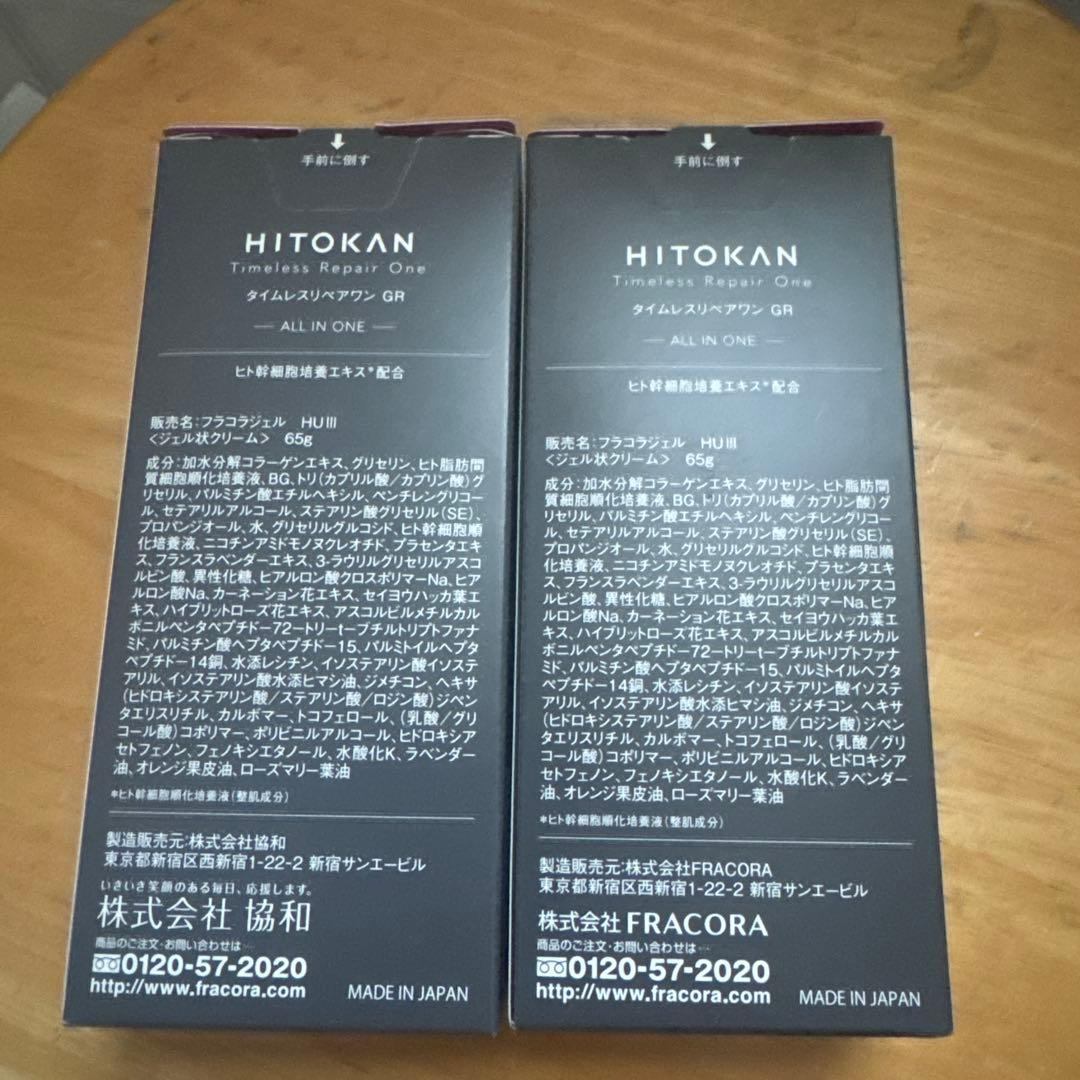 手前に倒す
HITOKAN
Timeless Repair One
タイムレスリペアワン GR
ALL IN ONE
ヒト幹細胞培養エキス*配合
販売名:フラコラジェル HUⅢ
<ジェル状クリーム> 65g
成分:加水分解コラーゲンエキス、グリセリン、ヒト脂肪間
質細胞順化培養液、BG、トリ(カプリル酸/カプリン酸)グ
リセリル、パルミチン酸エチルヘキシル、ペンチレングリコー
ル、セテアリルアルコール、ステアリン酸グリセリル(SE)、
プロパンジオール、水、グリセリルグルコシド、ヒト幹細胞順
化培養液、ニコチンアミドモノヌクレオチド、プラセンタエキ
ス、フランスラベンダーエキス、3-ラウリルグリセリルアスコ
ルビン酸、異性化糖、ヒアルロン酸クロスポリマーNa、ヒア
ルロン酸Na、カーネーション花エキス、セイヨウハッカ葉エ
キス、ハイブリッドローズ花エキス、アスコルビルメチルカル
ボニルペンタペプチド-72-トリーt-ブチルトリプトファナ
ミド、パルミチン酸ヘプタペプチド-15、パルミトイルヘプタ
ペプチド-14銅、水添レシチン、イソステアリン酸イソステ
アリル、イソステアリン酸水添ヒマシ油、ジメチコン、ヘキサ
(ヒドロキシステアリン酸/ステアリン酸/ロジン酸)ジペン
タエリスリチル、カルボマー、トコフェロール、(乳酸/グリ
コール酸)コポリマー、ポリビニルアルコール、ヒドロキシア
セトフェノン、フェノキシエタノール、水酸化K、ラベンダー
油、オレンジ果皮油、ローズマリー葉油
*ヒト幹細胞順化培養液(整肌成分)
製造販売元:株式会社協和
東京都新宿区西新宿1-22-2 新宿サンエービル
いきいき笑顔のある毎日、応援します。
株式会社 協和
商品のご注文・お問い合わせは…
0120-57-2020
http://www.fracora.com MADE IN JAPAN
手前に倒す
HITOKAN
Timeless Repair One
タイムレスリペアワン GR
ALL IN ONE
ヒト幹細胞培養エキス*配合
販売名:フラコラジェル HUⅢ
<ジェル状クリーム> 65g
成分:加水分解コラーゲンエキス、グリセリン、ヒト脂肪間
質細胞順化培養液、BG、トリ(カプリル酸/カプリン酸)グ
リセリル、パルミチン酸エチルヘキシル、ペンチレングリコー
ル、セテアリルアルコール、ステアリン酸グリセリル(SE)、
プロパンジオール、水、グリセリルグルコシド、ヒト幹細胞順
化培養液、ニコチンアミドモノヌクレオチド、プラセンタエキ
ス、フランスラベンダーエキス、3-ラウリルグリセリルアスコ
ルビン酸、異性化糖、ヒアルロン酸クロスポリマーNa、ヒア
ルロン酸Na、カーネーション花エキス、セイヨウハッカ葉エ
キス、ハイブリッドローズ花エキス、アスコルビルメチルカル
ボニルペンタペプチド-72-トリーt-ブチルトリプトファナ
ミド、パルミチン酸ヘプタペプチド-15、パルミトイルヘプタ
ペプチド-14銅、水添レシチン、イソステアリン酸イソステ
アリル、イソステアリン酸水添ヒマシ油、ジメチコン、ヘキサ
(ヒドロキシステアリン酸/ステアリン酸/ロジン酸)ジペン
タエリスリチル、カルボマー、トコフェロール、(乳酸/グリ
コール酸)コポリマー、ポリビニルアルコール、ヒドロキシア
セトフェノン、フェノキシエタノール、水酸化K、ラベンダー
油、オレンジ果皮油、ローズマリー葉油
*ヒト幹細胞順化培養液(整肌成分)
製造販売元:株式会社FRACORA
東京都新宿区西新宿1-22-2 新宿サンエービル
株式会社 FRACORA
商品のご注文・お問い合わせは…
0120-57-2020
http://www.fracora.com MADE IN JAPAN